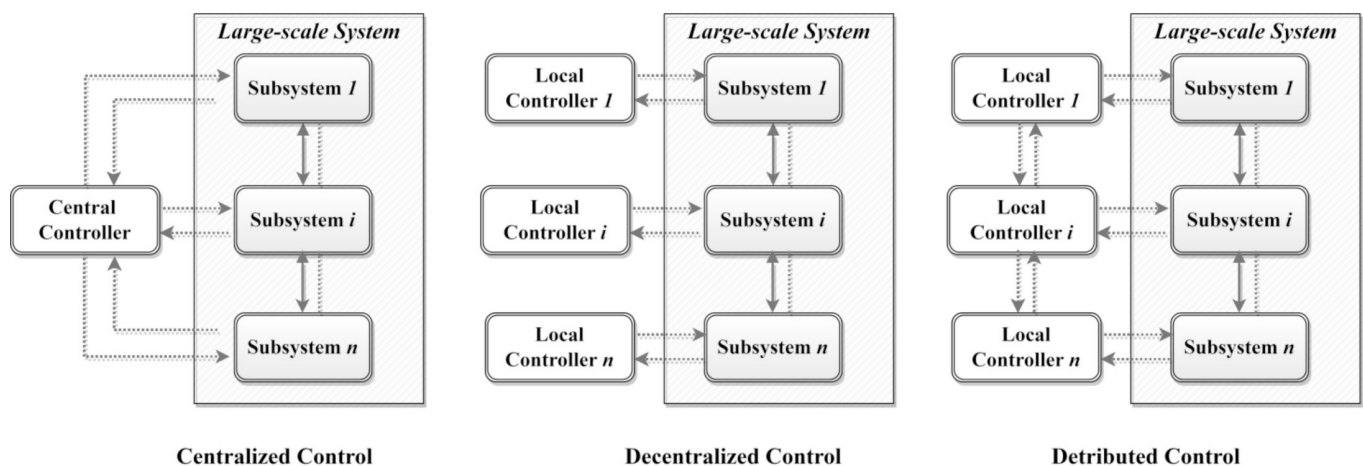 Large-scale System
Subsystem 1
Central
Controller
Subsystem i
Subsystem n
Centralized Control
Large-scale System
Local
Controller 1
Subsystem 1
Local
Controller i
Subsystem i
Local
Controller n
Subsystem n
Decentralized Control
Large-scale System
Local
Controller 1
Subsystem 1
Local
Controller i
Subsystem i
Local
Controller n
Subsystem n
Detributed Control